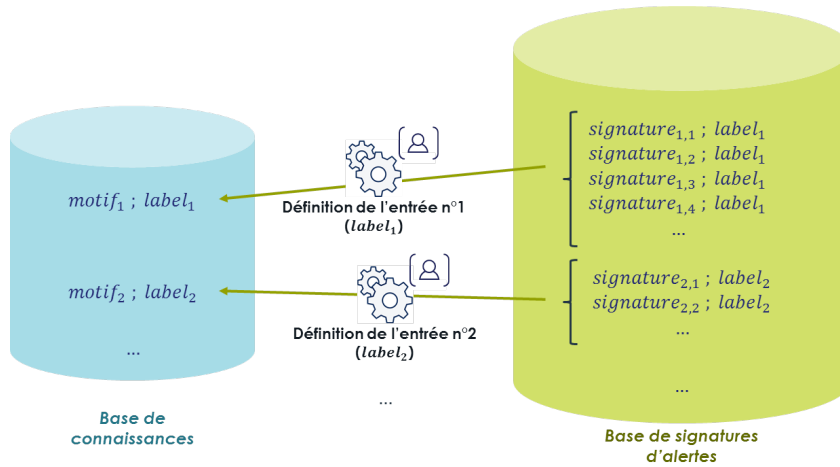 motif₁ ; label₁
motif₂ ; label₂
...
Base de
connaissances
Définition de l'entrée n°1
(label₁)
Définition de l'entrée n°2
(label₂)
...
signature₁,₁ ; label₁
signature₁,₂ ; label₁
signature₁,₃ ; label₁
signature₁,₄ ; label₁
...
signature₂,₁ ; label₂
signature₂,₂ ; label₂
...
...
Base de signatures
d'alertes